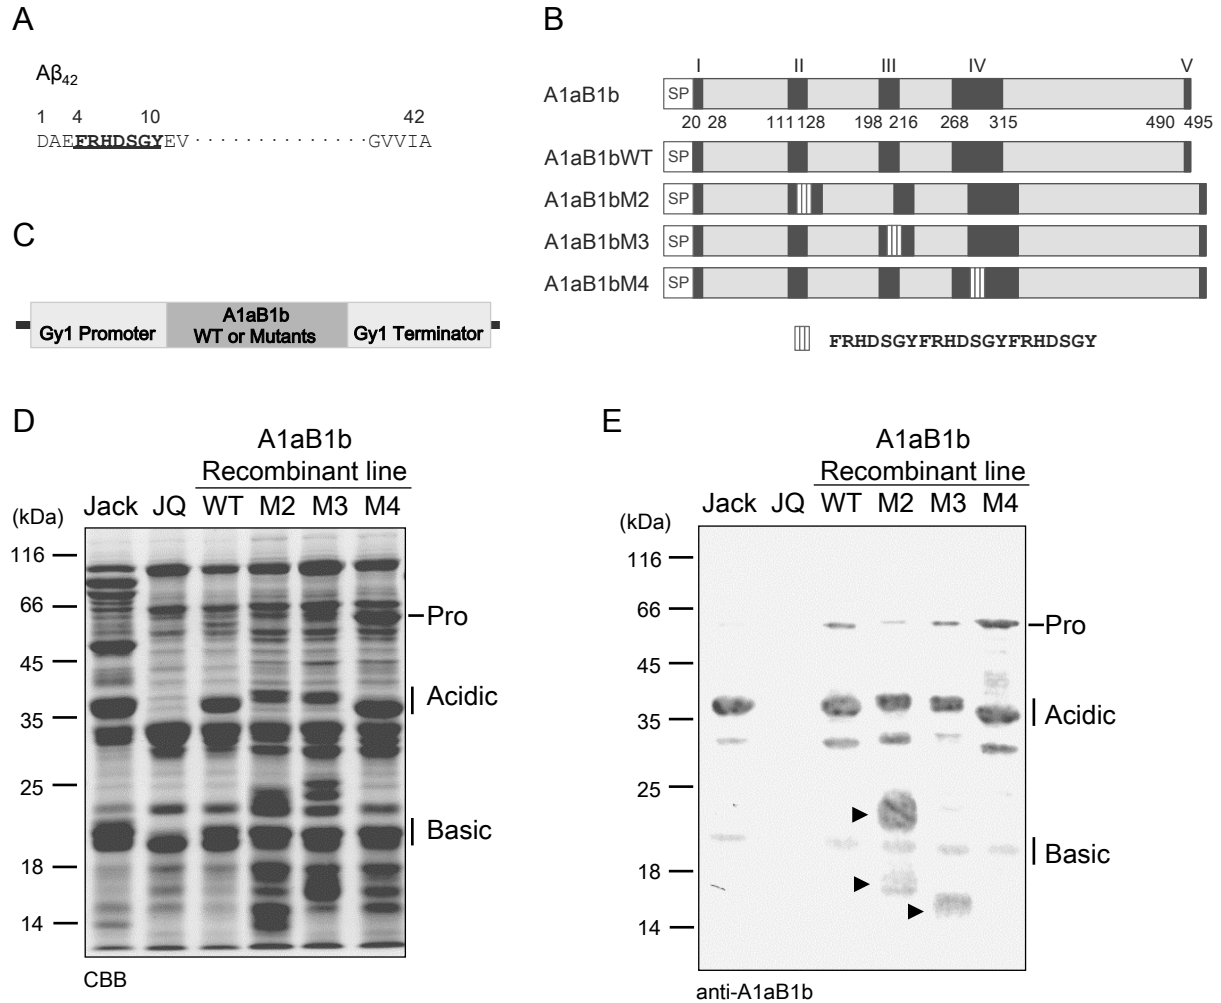 A
Aβ42
1 4 10 42
DAEFRHDSGYEV··············GVVIA
B
I II III IV V
A1aB1b SP
20 28 111 128 198 216 268 315 490 495
A1aB1bWT SP
A1aB1bM2 SP
A1aB1bM3 SP
A1aB1bM4 SP
FRHDSGYFRHDSGYFRHDSGY
C
Gy1 Promoter
A1aB1b
WT or Mutants
Gy1 Terminator
D
A1aB1b
Recombinant line
Jack JQ WT M2 M3 M4
(kDa)
116
66
Pro
45
Acidic
35
25
Basic
18
14
CBB
E
A1aB1b
Recombinant line
Jack JQ WT M2 M3 M4
(kDa)
116
66
Pro
45
Acidic
35
25
Basic
18
14
anti-A1aB1b